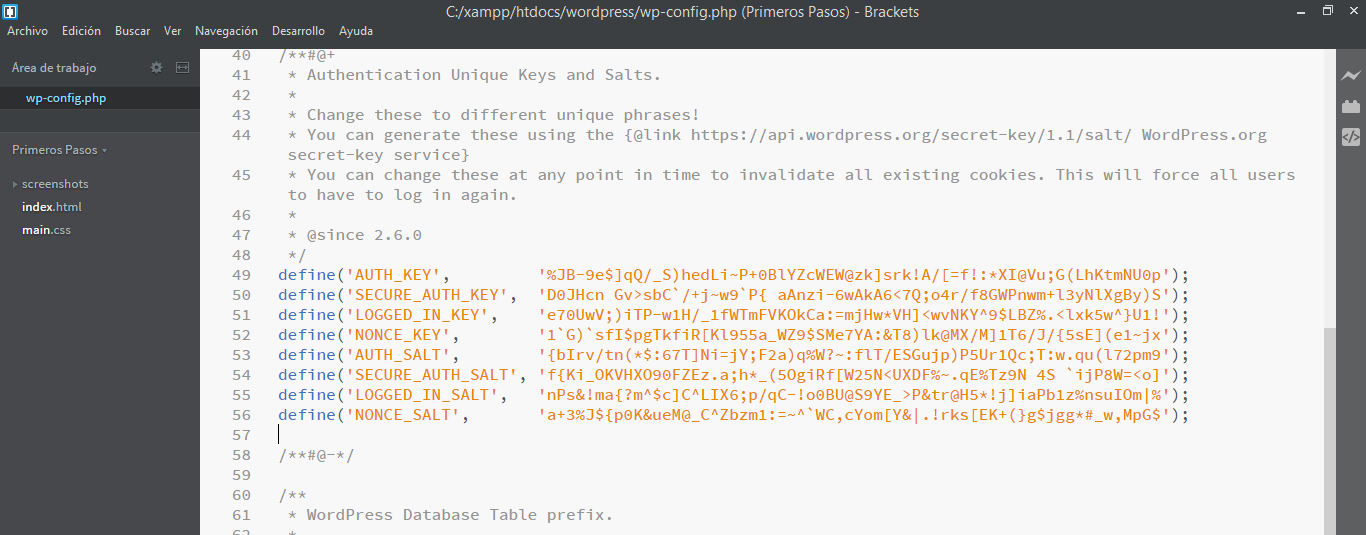 C:/xampp/htdocs/wordpress/wp-config.php (Primeros Pasos) - Brackets
Archivo Edición Buscar Ver Navegación Desarrollo Ayuda
Área de trabajo
wp-config.php
Primeros Pasos
screenshots
index.html
main.css
40 /**#@+
41 * Authentication Unique Keys and Salts.
42 *
43 * Change these to different unique phrases!
44 * You can generate these using the {@link https://api.wordpress.org/secret-key/1.1/salt/ WordPress.org
secret-key service}
45 * You can change these at any point in time to invalidate all existing cookies. This will force all users
to have to log in again.
46 *
47 * @since 2.6.0
48 */
49 define('AUTH_KEY', '%JB-9e$]qQ/_S)hedLi~P+0BlYZcWEW@zk]srk!A/[=f!:*XI@Vu;G(LhKtmNU0p');
50 define('SECURE_AUTH_KEY', 'D0JHcn Gv>sbC`/+j~w9`P{ aAnzi-6wAkA6<7Q;o4r/f8GWPnwm+l3yNlXgBy)S');
51 define('LOGGED_IN_KEY', 'e70UwV;)iTP-w1H/_1fWTmFVKOkCa:=mjHw*VH]<wvNKY^9$LBZ%.<lxk5w^}U1!');
52 define('NONCE_KEY', '1`G)`sfI$pgTkfiR[Kl955a_WZ9$SMe7YA:&T8)lk@MX/M]1T6/J/{5sE](e1~jx');
53 define('AUTH_SALT', '{bIrv/tn(*$:67T]Ni=jY;F2a)q%W?~:flT/ESGujp)P5Ur1Qc;T:w.qu(l72pm9');
54 define('SECURE_AUTH_SALT', 'f{Ki_OKVHXO90FZEz.a;h*_(5OgiRf[W25N<UXDF%~.qE%Tz9N 4S `ijP8W=<o]');
55 define('LOGGED_IN_SALT', 'nPs&!ma{?m^$c]C^LIX6;p/qC-!o0BU@S9YE_>P&tr@H5*!j]iaPb1z%nsuIOm|%');
56 define('NONCE_SALT', 'a+3%J${p0K&ueM@_C^Zbzm1:=~^`WC,cYom[Y&|.!rks[EK+(}g$jgg*#_w,MpG$');
57
58 /**#@-*/
59
60 /**
61 * WordPress Database Table prefix.
62 *